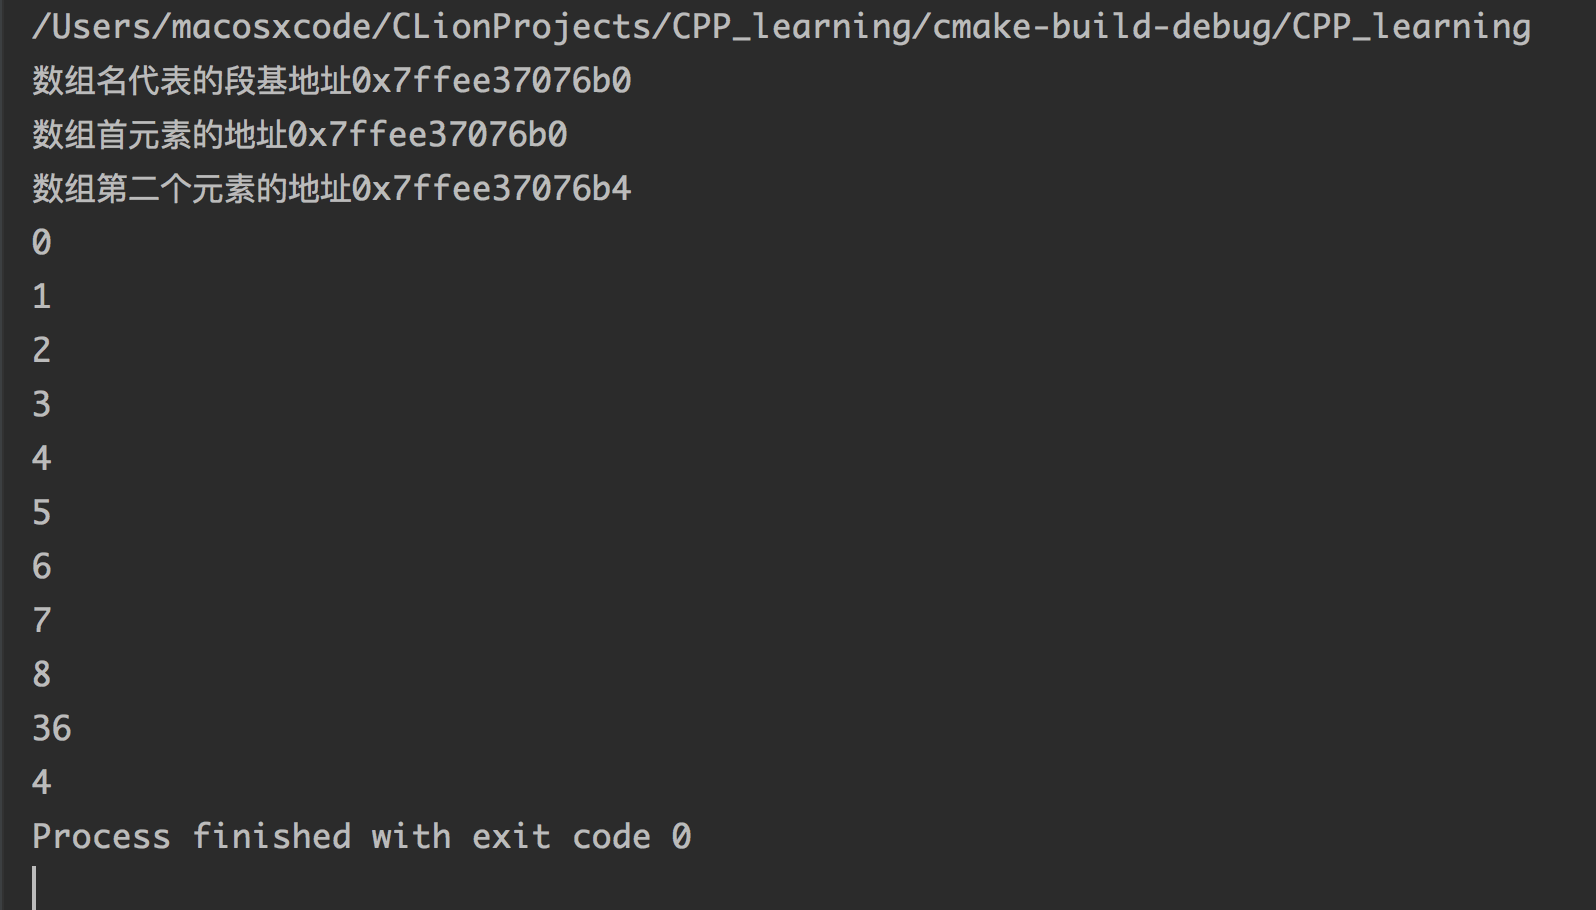 /Users/macosxcode/CLionProjects/CPP_learning/cmake-build-debug/CPP_learning
数组名代表的段基地址0x7ffee37076b0
数组首元素的地址0x7ffee37076b0
数组第二个元素的地址0x7ffee37076b4
0
1
2
3
4
5
6
7
8
36
4
Process finished with exit code 0